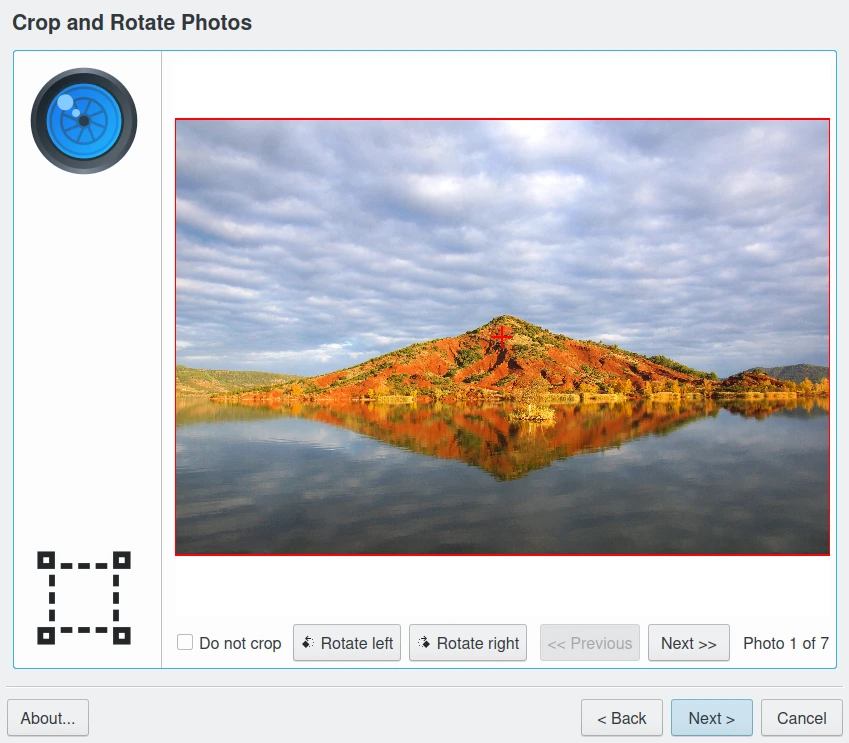 Crop and Rotate Photos
Do not crop
Rotate left
Rotate right
<< Previous
Next >>
Photo 1 of 7
About...
< Back
Next >
Cancel